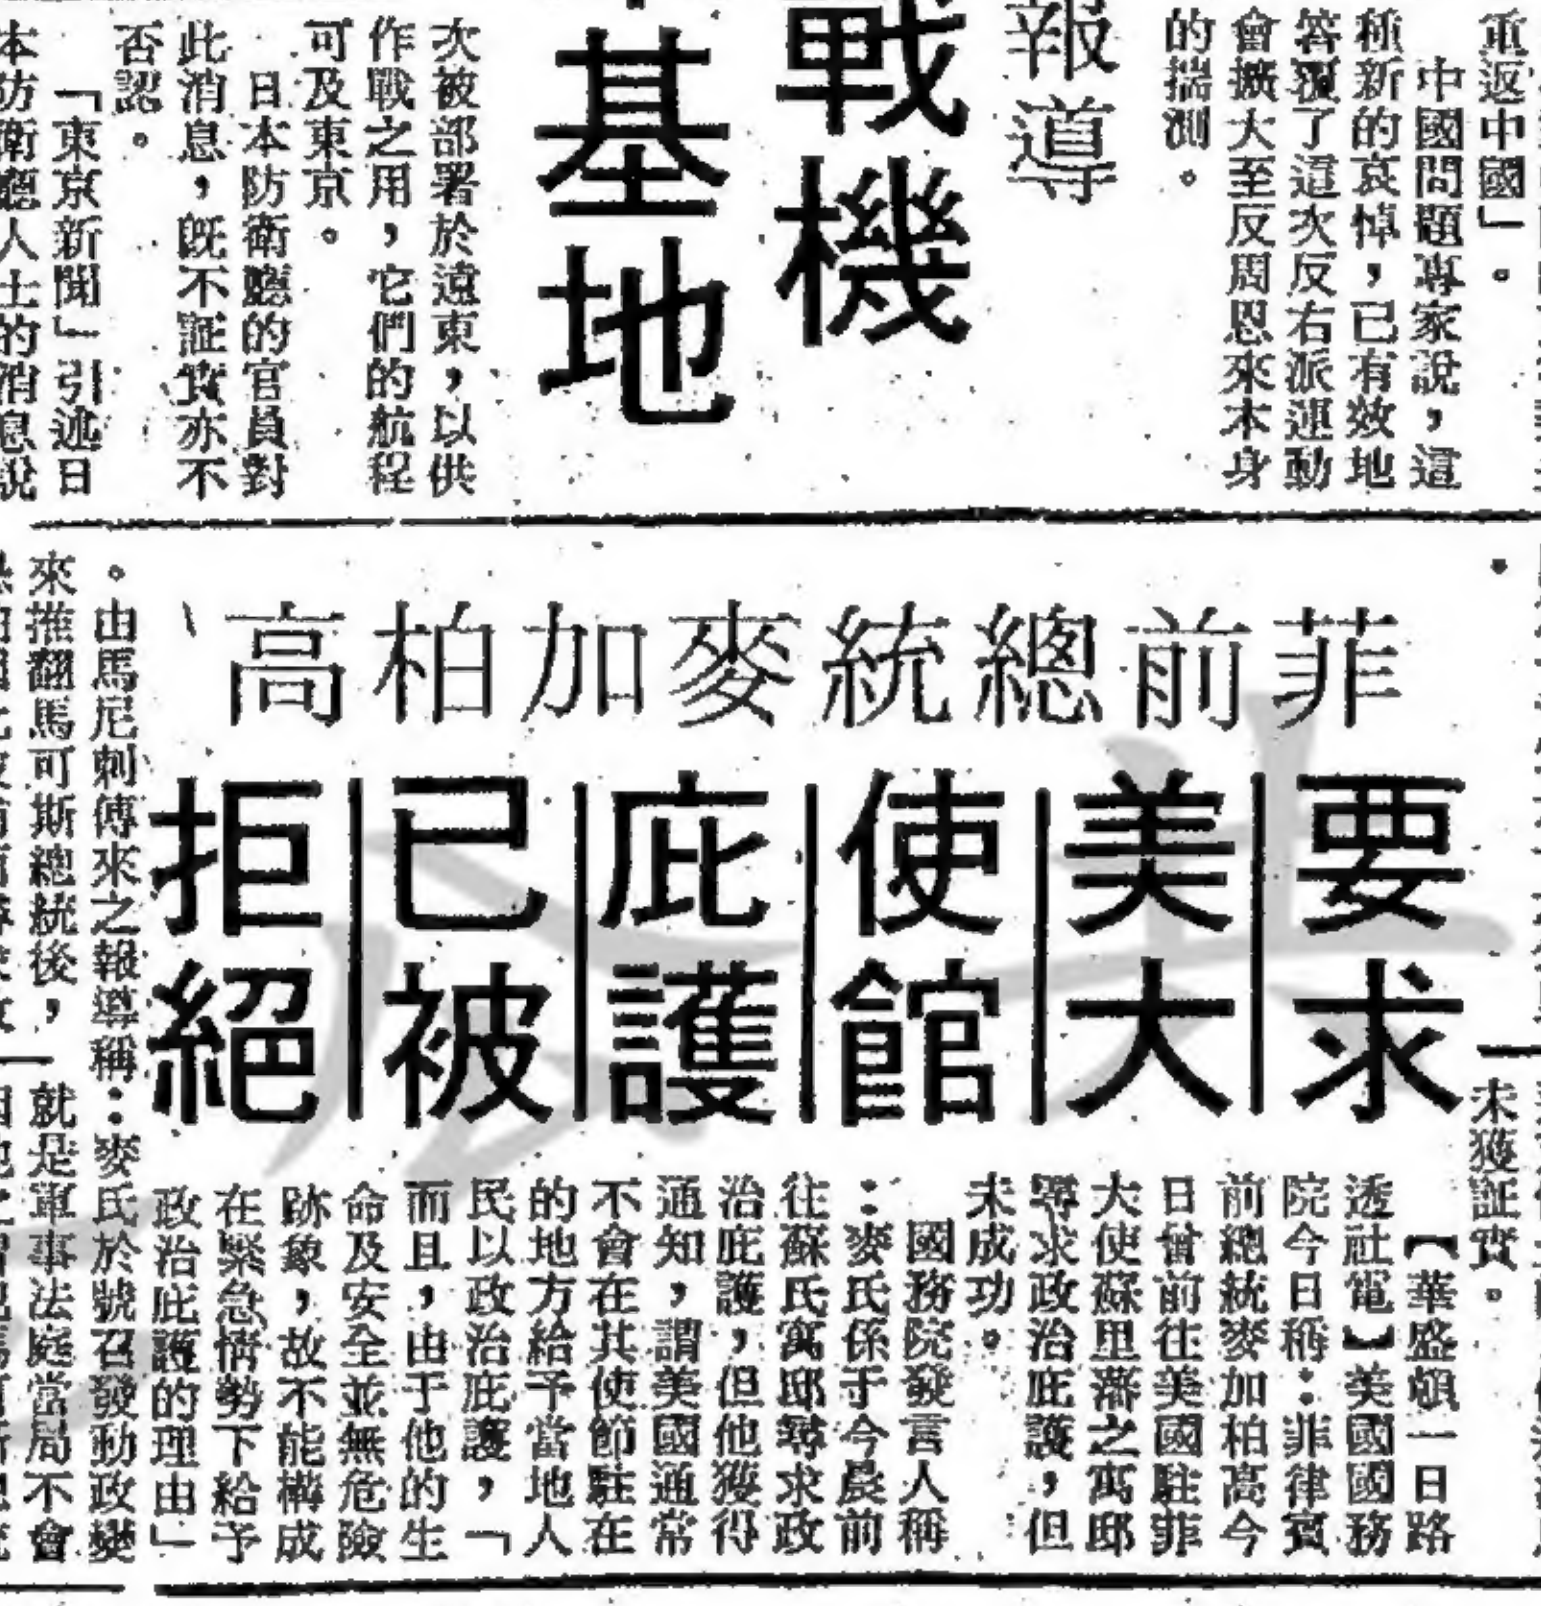 重返中國」。
中國問題專家說，這
種新的哀悼，已有效地
答覆了這次反右派運動
會擴大至反周恩來本身
的揣測。
報導
戰機
基地
次被部署於遠東，以供
作戰之用，它們的航程
可及東京。
日本防衛廳的官員對
此消息，既不証實亦不
否認。
「東京新聞」引述日
本防衛廳人士的消息說
菲前總統麥加柏高
要求
美大
使館
庇護
已被
拒絕
未獲証實。
【華盛頓一日路
透社電】美國國務
院今日稱：菲律賓
前總統麥加柏高今
日曾前往美國駐菲
大使蘇里蕃之寓邸
尋求政治庇護，但
未成功。
國務院發言人稱
：麥氏係于今晨前
往蘇氏寓邸尋求政
治庇護，但他獲得
通知，謂美國通常
不會在其使節駐在
的地方給予當地人
民以政治庇護，「
而且，由于他的生
命及安全並無危險
跡象，故不能構成
在緊急情勢下給予
政治庇護的理由」
。由馬尼剌傳來之報導稱：麥氏於號召發動政變
來推翻馬可斯總統後，就是軍事法庭當局不會